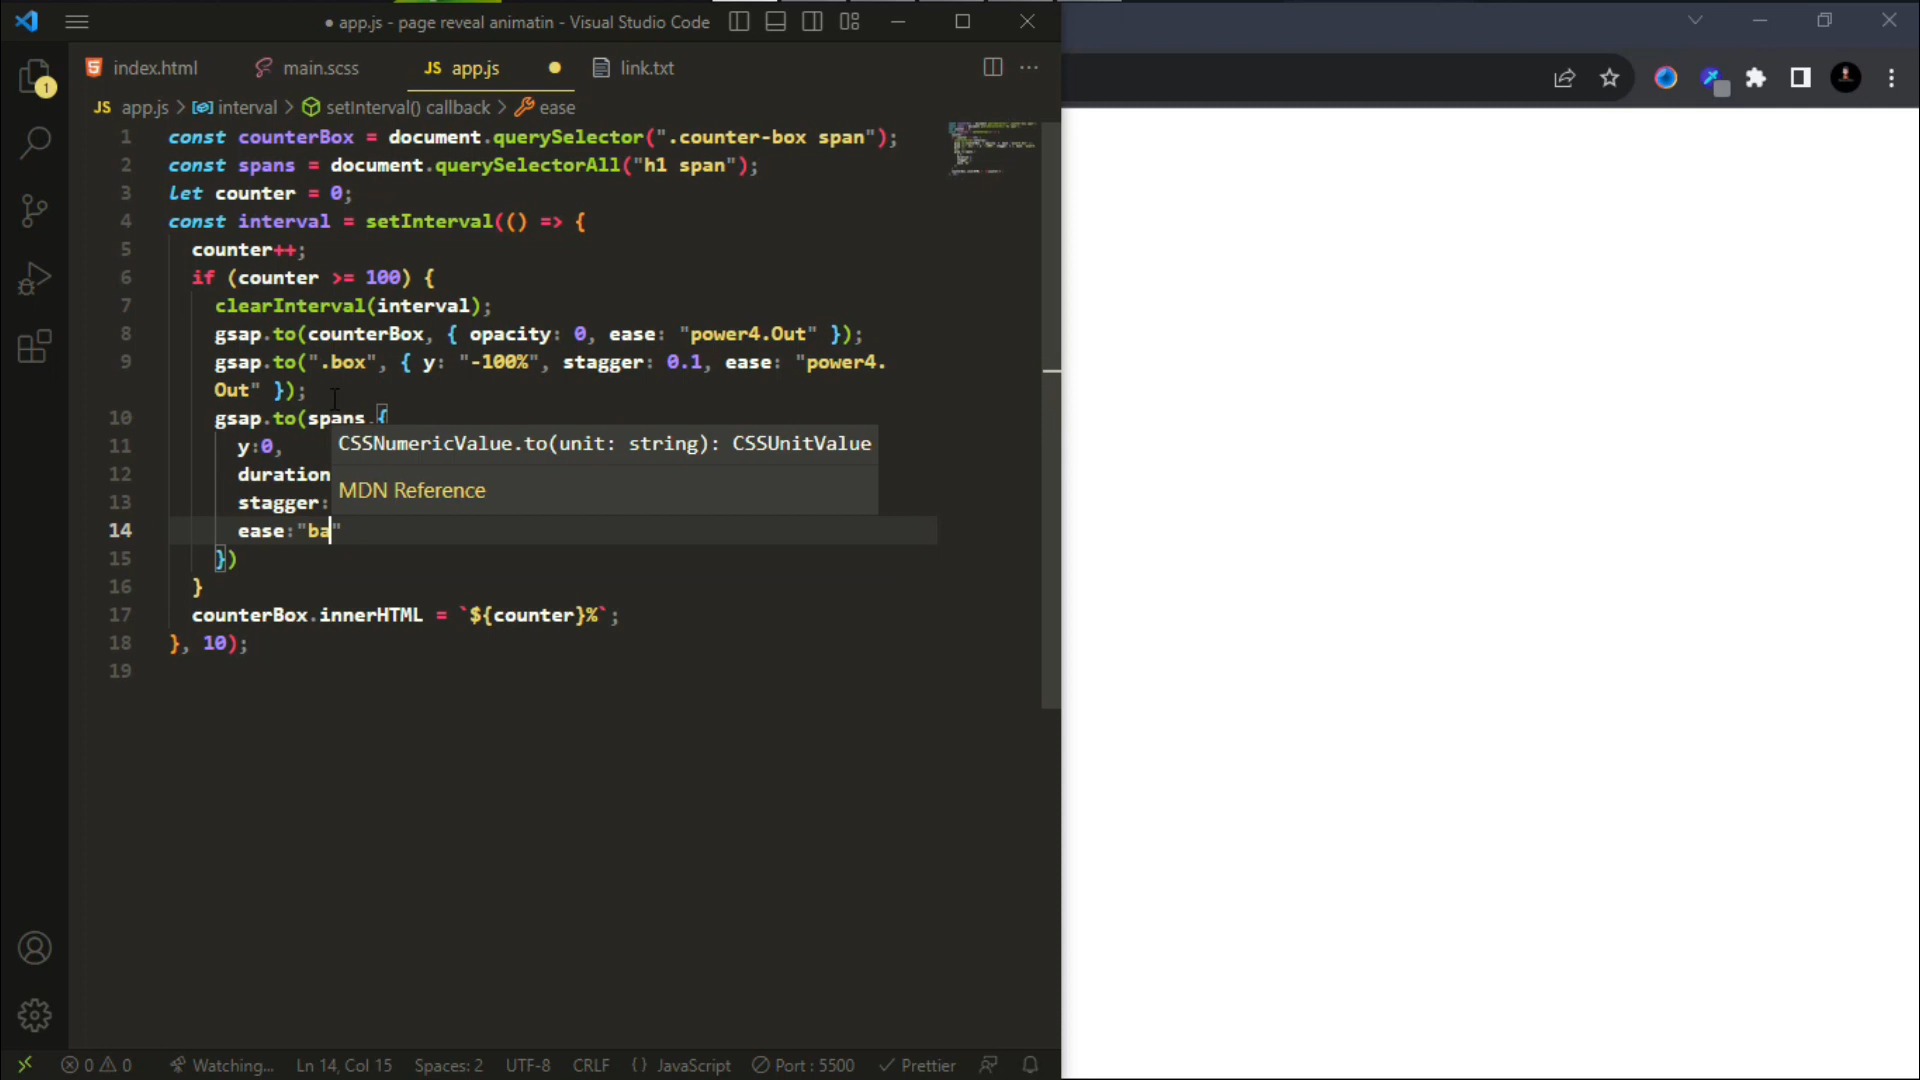 ● app.js - page reveal animatin - Visual Studio Code
index.html
main.scss
JS app.js
link.txt
1
JS app.js > interval > setInterval() callback > ease
1 const counterBox = document.querySelector(".counter-box span");
2 const spans = document.querySelectorAll("h1 span");
3 let counter = 0;
4 const interval = setInterval(() => {
5 counter++;
6 if (counter >= 100) {
7 clearInterval(interval);
8 gsap.to(counterBox, { opacity: 0, ease: "power4.Out" });
9 gsap.to(".box", { y: "-100%", stagger: 0.1, ease: "power4.
Out" });
10 gsap.to(spans,{
CSSNumericValue.to(unit: string): CSSUnitValue
11 y:0,
12 duration
MDN Reference
13 stagger:
14 ease:"ba"
15 })
16 }
17 counterBox.innerHTML = `${counter}%`;
18 }, 10);
19
0 0 Watching... Ln 14, Col 15 Spaces: 2 UTF-8 CRLF {} JavaScript Port : 5500 Prettier